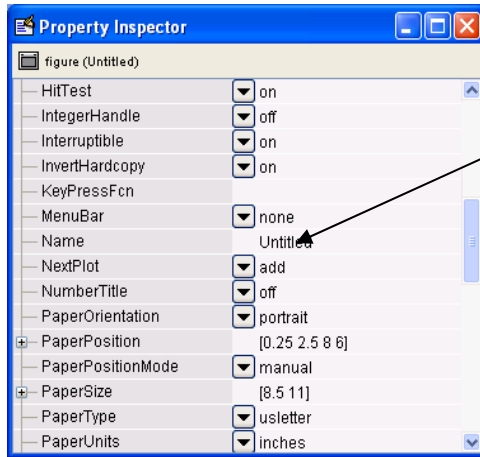 Property Inspector
figure (Untitled)
HitTest on
IntegerHandle off
Interruptible on
InvertHardcopy on
KeyPressFcn
MenuBar none
Name Untitled
NextPlot add
NumberTitle off
PaperOrientation portrait
PaperPosition [0.25 2.5 8 6]
PaperPositionMode manual
PaperSize [8.5 11]
PaperType usletter
PaperUnits inches